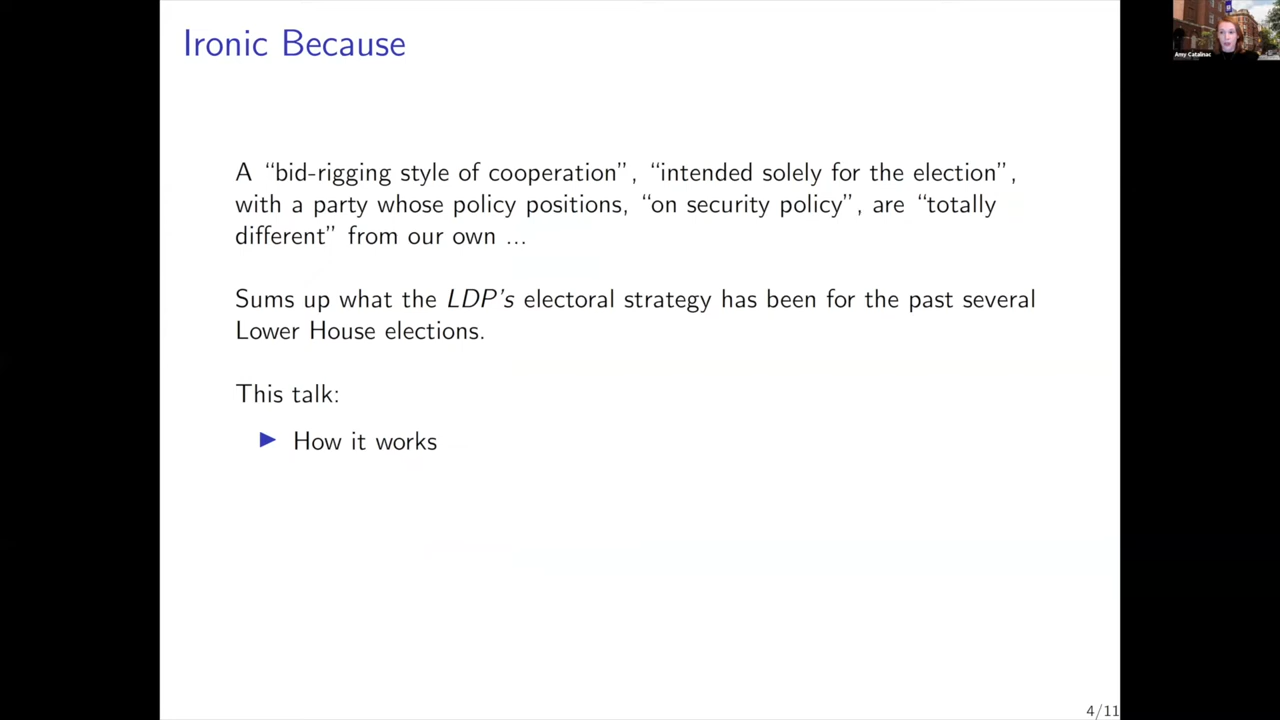 Ironic Because
Amy Catalinac
A “bid-rigging style of cooperation”, “intended solely for the election”,
with a party whose policy positions, “on security policy”, are “totally
different” from our own ...
Sums up what the LDP’s electoral strategy has been for the past several
Lower House elections.
This talk:
▶ How it works
4/11